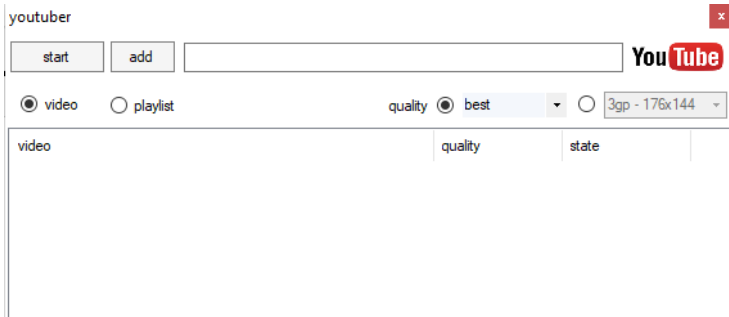 youtuber x
start add YouTube
video playlist quality best 3gp - 176x144
video quality state